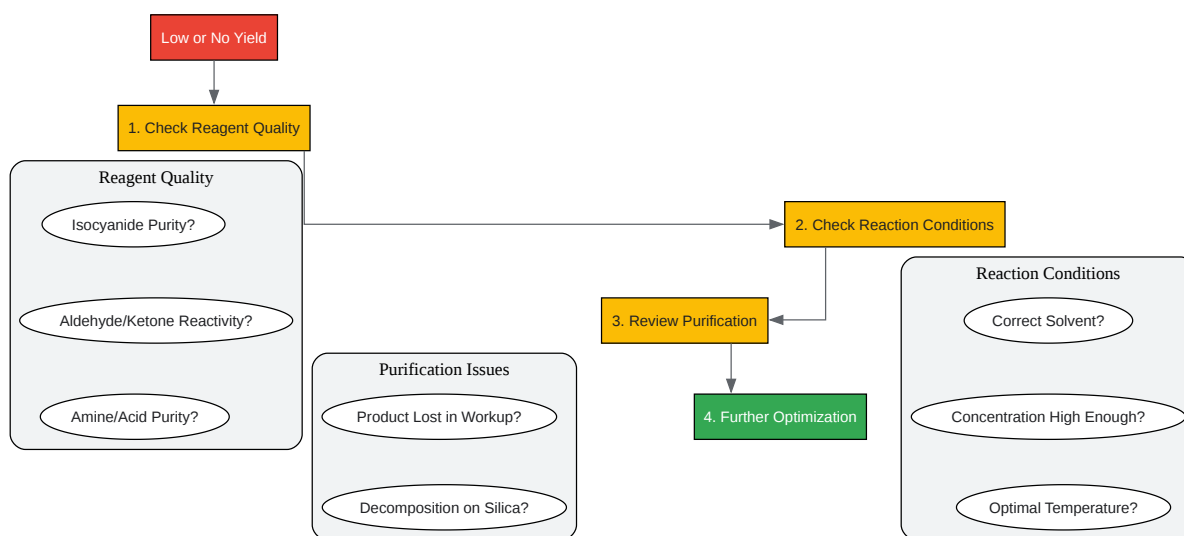 Low or No Yield
1. Check Reagent Quality
Reagent Quality
Isocyanide Purity?
Aldehyde/Ketone Reactivity?
Amine/Acid Purity?
2. Check Reaction Conditions
Reaction Conditions
Correct Solvent?
Concentration High Enough?
Optimal Temperature?
3. Review Purification
Purification Issues
Product Lost in Workup?
Decomposition on Silica?
4. Further Optimization